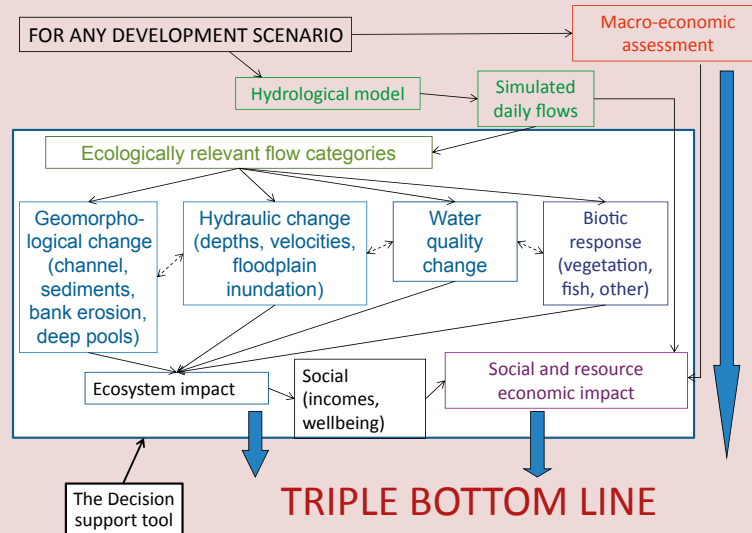 FOR ANY DEVELOPMENT SCENARIO
Macro-economic
assessment
Hydrological model
Simulated
daily flows
Ecologically relevant flow categories
Geomorpho-
logical change
(channel,
sediments,
bank erosion,
deep pools)
Hydraulic change
(depths, velocities,
floodplain
inundation)
Water
quality
change
Biotic
response
(vegetation,
fish, other)
Ecosystem impact
Social
(incomes,
wellbeing)
Social and resource
economic impact
The Decision
support tool
TRIPLE BOTTOM LINE